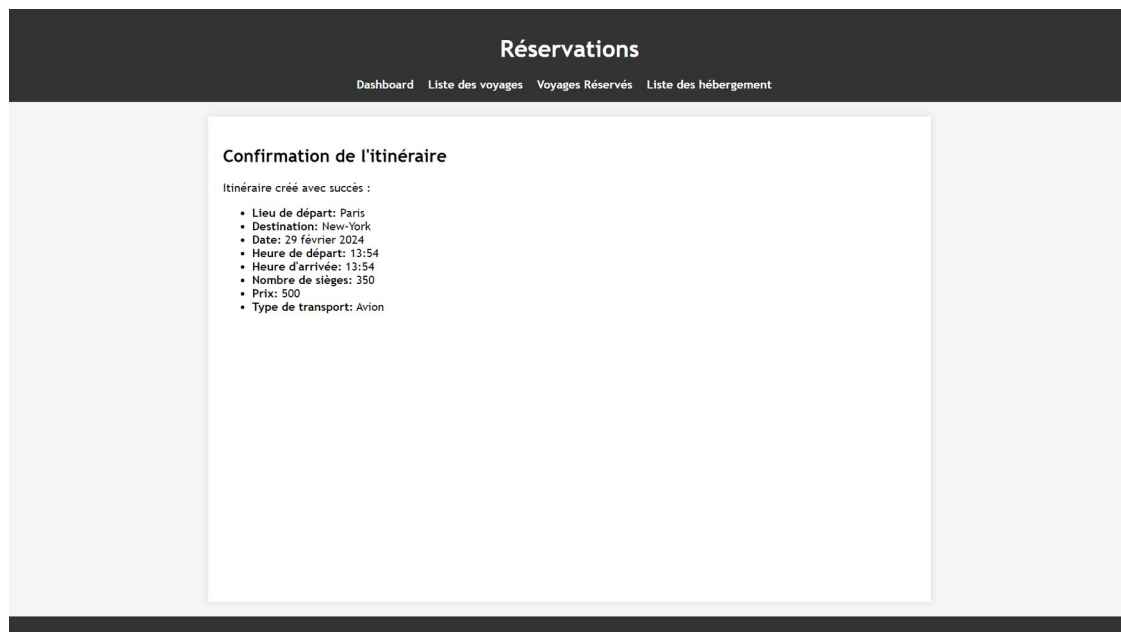 Réservations
Dashboard Liste des voyages Voyages Réservés Liste des hébergement
Confirmation de l'itinéraire
Itinéraire créé avec succès :
• Lieu de départ: Paris
• Destination: New-York
• Date: 29 février 2024
• Heure de départ: 13:54
• Heure d'arrivée: 13:54
• Nombre de sièges: 350
• Prix: 500
• Type de transport: Avion